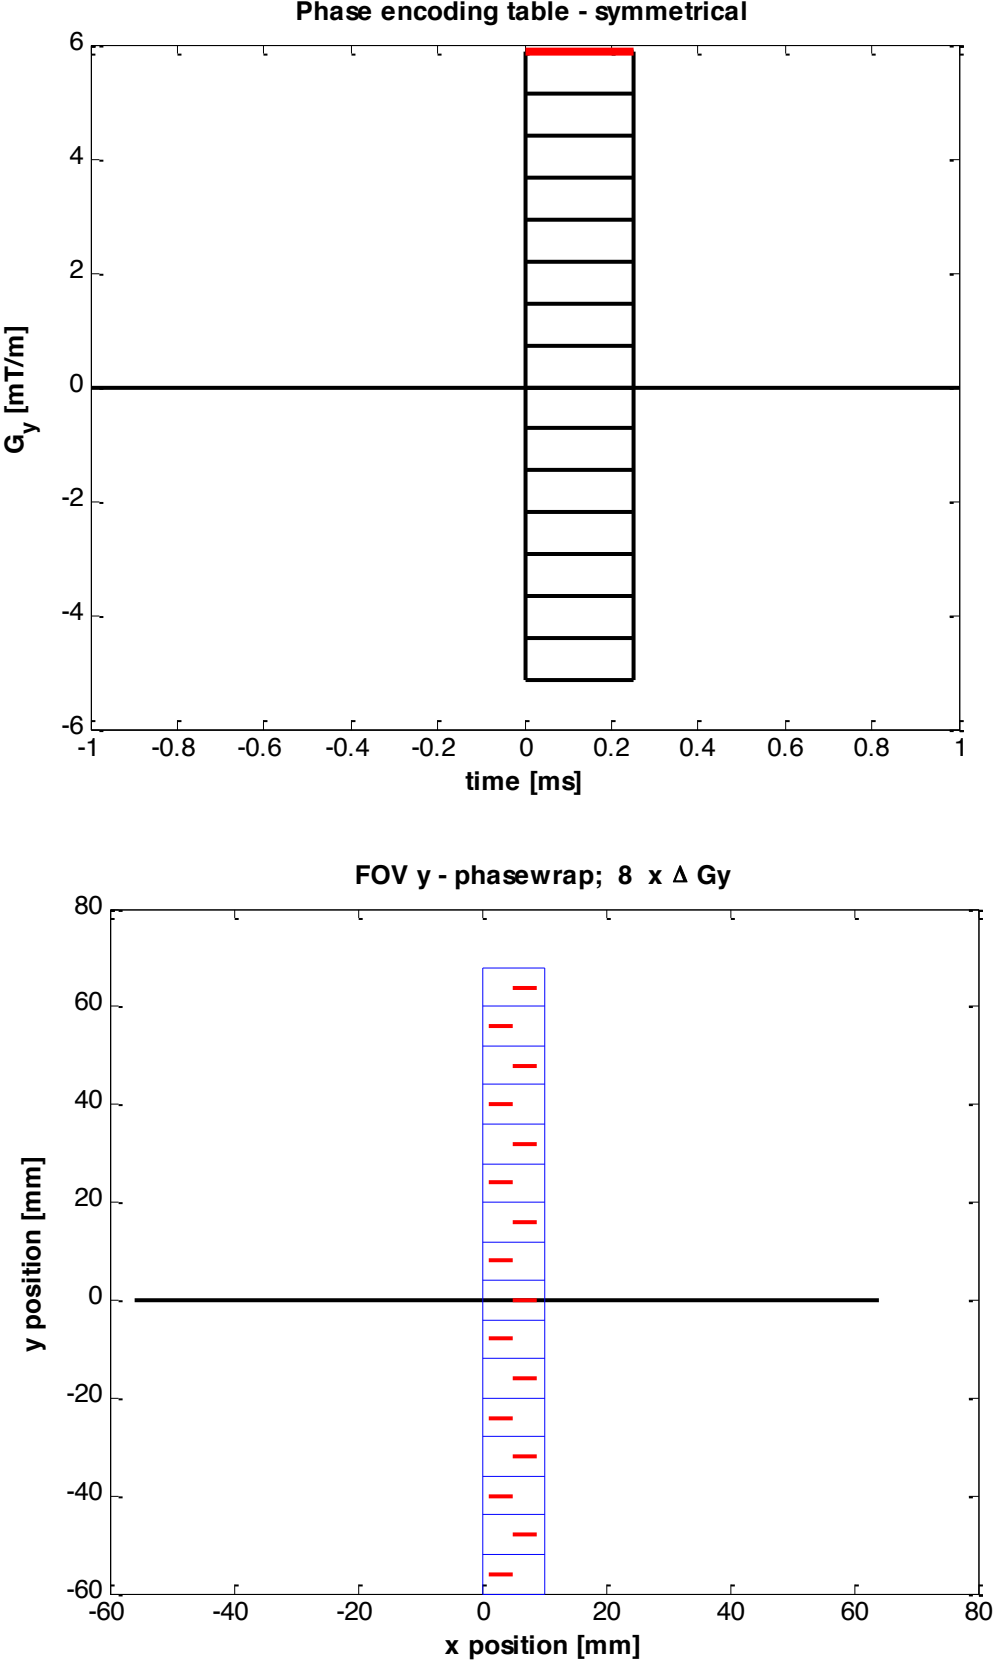 Phase encoding table - symmetrical
6
4
2
0
-2
-4
-6
Gy [mT/m]
-1 -0.8 -0.6 -0.4 -0.2 0 0.2 0.4 0.6 0.8 1
time [ms]
FOV y - phasewrap; 8 x Δ Gy
80
60
40
20
0
-20
-40
-60
y position [mm]
-60 -40 -20 0 20 40 60 80
x position [mm]